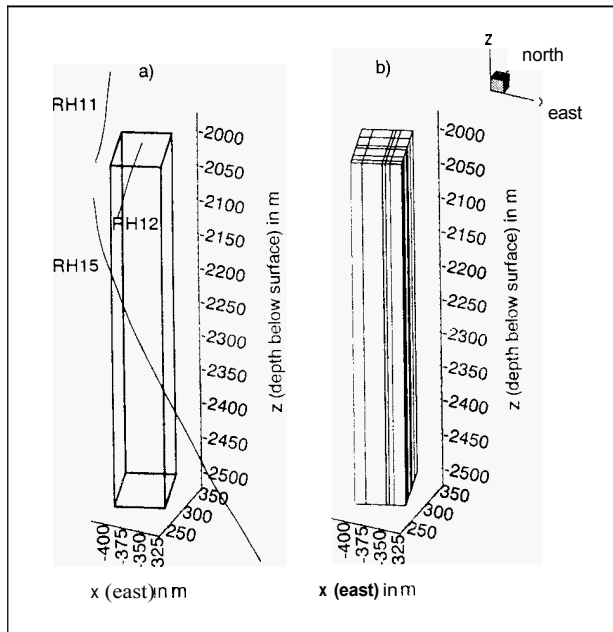 a)
b)
z
north
x
east
RH11
RH12
RH15
-2000
-2050
-2100
-2150
-2200
-2250
-2300
-2350
-2400
-2450
-2500
z (depth below surface) in m
350
300
250
-400
-375
-350
-325
x (east) in m
-2000
-2050
-2100
-2150
-2200
-2250
-2300
-2350
-2400
-2450
-2500
z (depth below surface) in m
350
300
250
-400
-375
-350
-325
x (east) in m